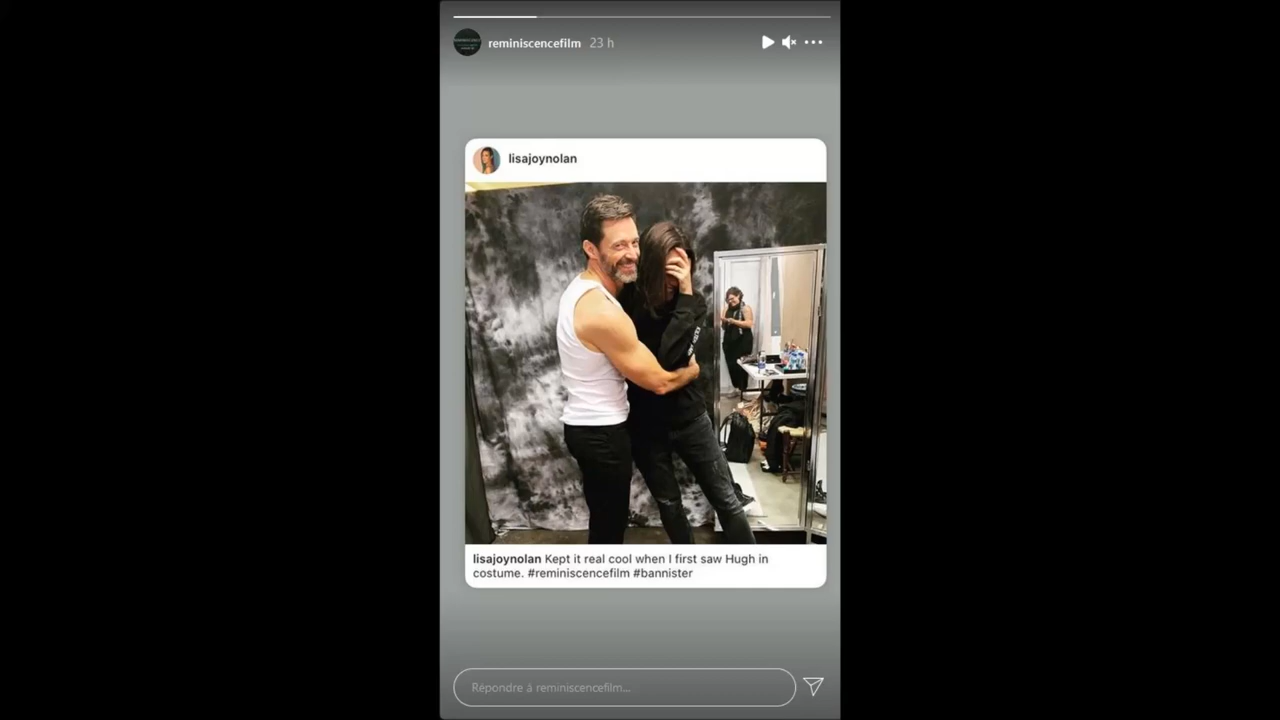 reminiscencefilm 23 h
lisajoynolan
lisajoynolan Kept it real cool when I first saw Hugh in
costume. #reminiscencefilm #bannister
Répondre à reminiscencefilm...